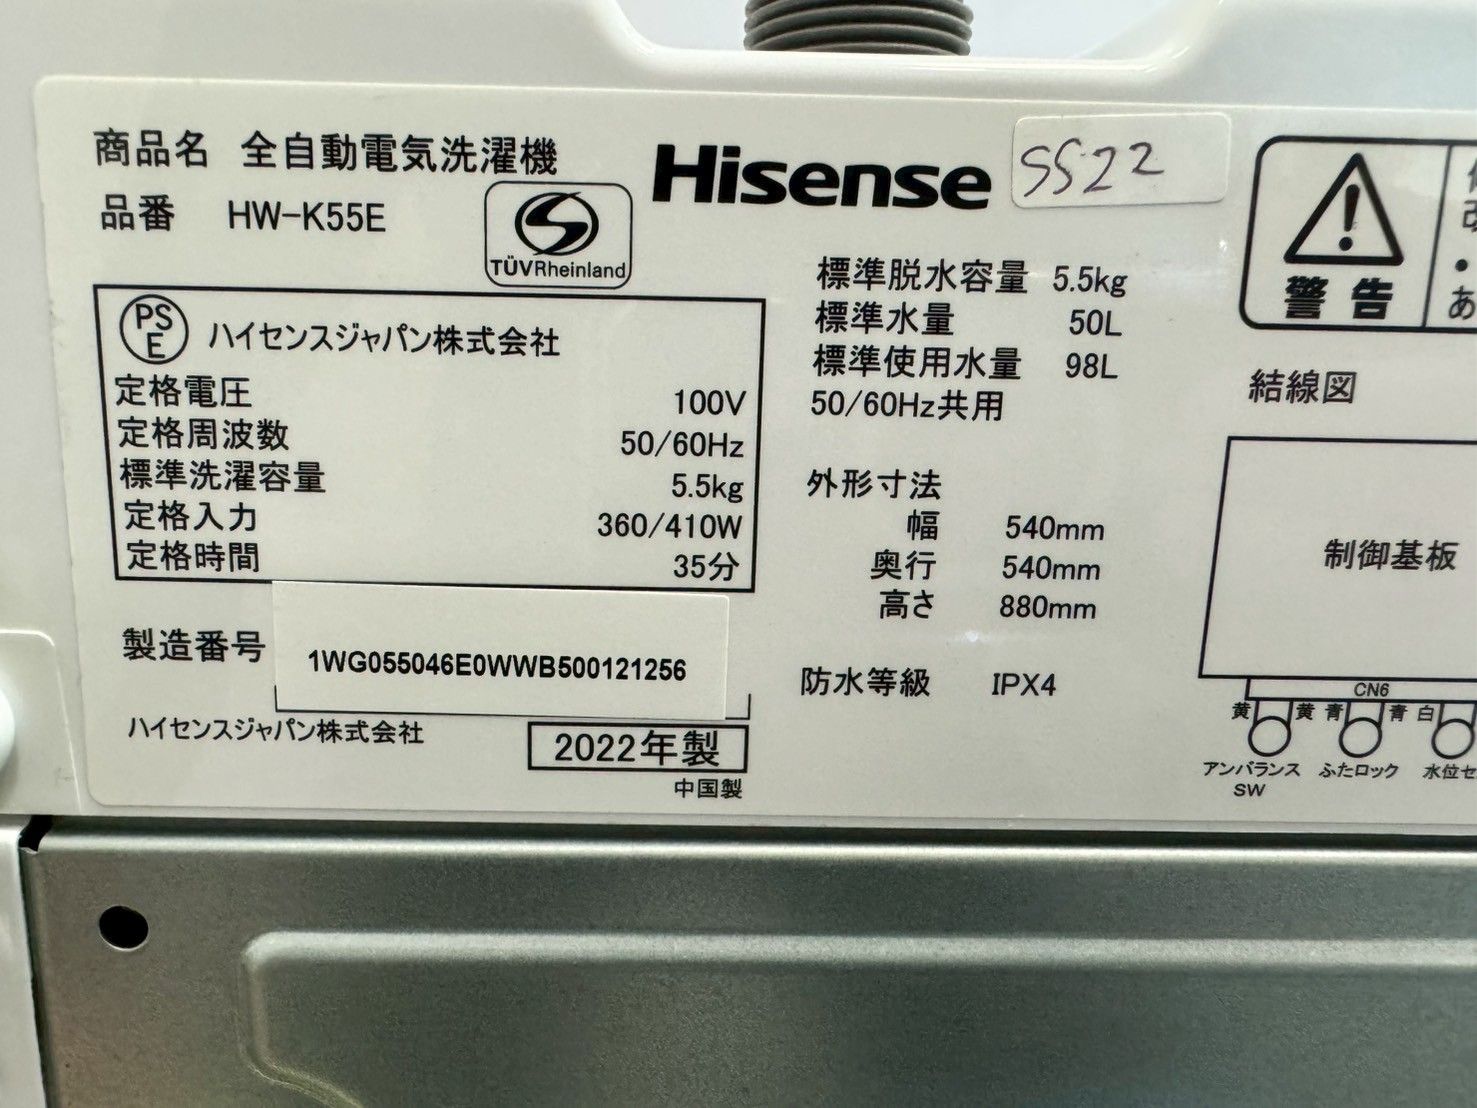 商品名 全自動電気洗濯機
品番 HW-K55E
TÜVRheinland
Hisense
SS22
PS
E
ハイセンスジャパン株式会社
定格電圧 100V
定格周波数 50/60Hz
標準洗濯容量 5.5kg
定格入力 360/410W
定格時間 35分
製造番号 1WG055046E0WWB500121256
ハイセンスジャパン株式会社
2022年製
中国製
標準脱水容量 5.5kg
標準水量 50L
標準使用水量 98L
50/60Hz共用
外形寸法
幅 540mm
奥行 540mm
高さ 880mm
防水等級 IPX4
警告
・
あ
結線図
制御基板
CN6
黄 黄 青 青 白
アンバランス ふたロック 水位セ
SW